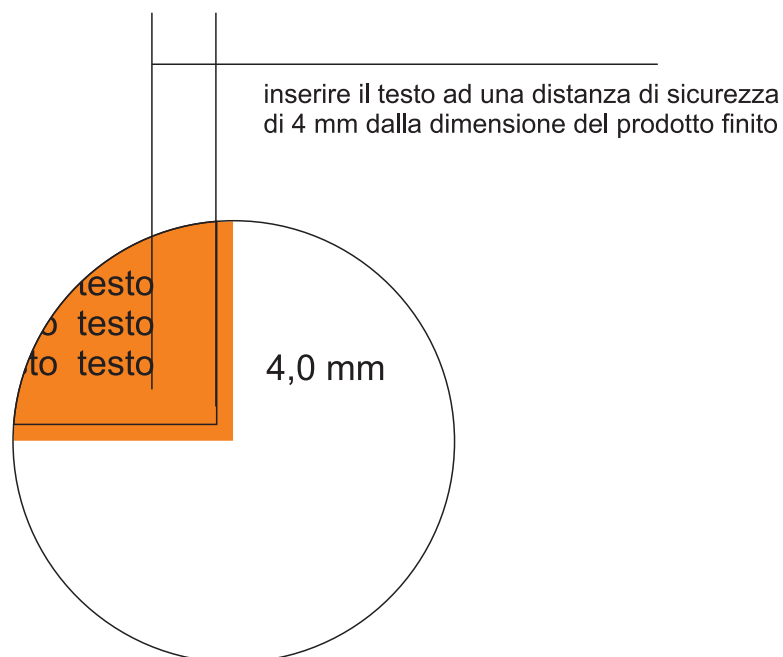 inserire il testo ad una distanza di sicurezza
di 4 mm dalla dimensione del prodotto finito
testo
testo
testo
4,0 mm